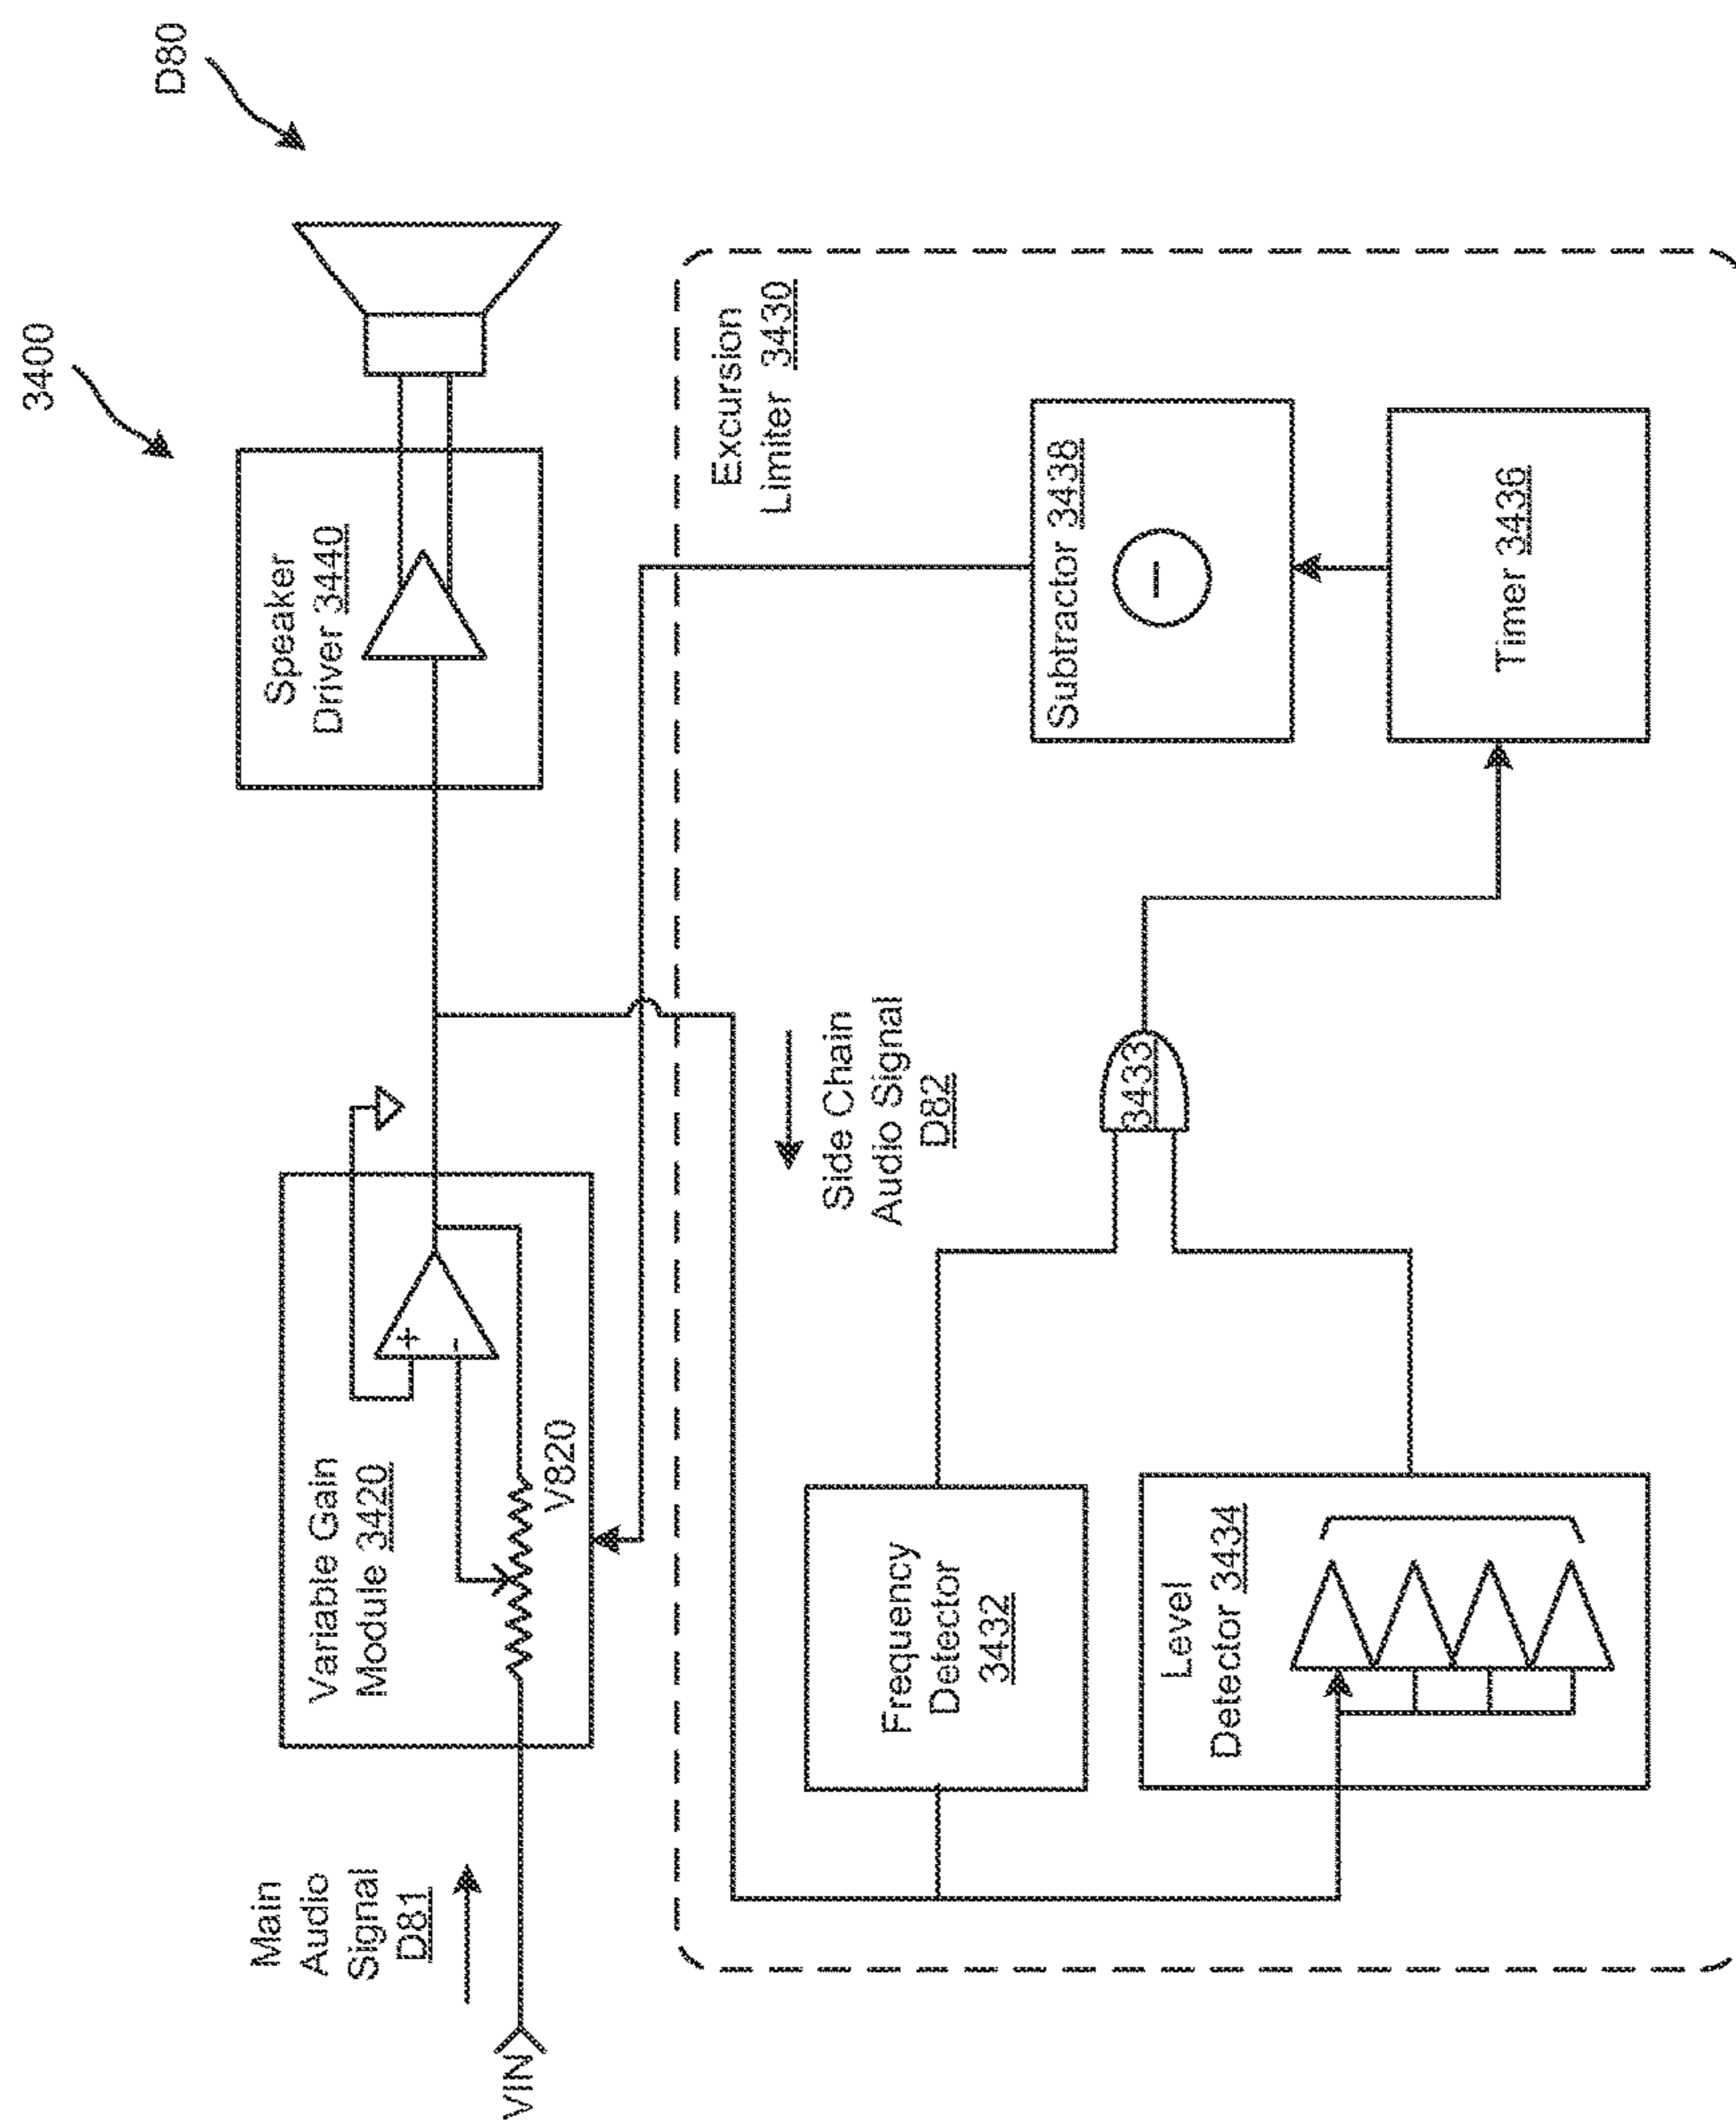 3400
D80
Main
Audio
Signal
D81
VIN
Variable Gain
Module 3420
+
-
V820
Speaker
Driver 3440
Excursion
Limiter 3430
Side Chain
Audio Signal
D82
Frequency
Detector
3432
Level
Detector 3434
3433
Subtractor 3438
−
Timer 3436